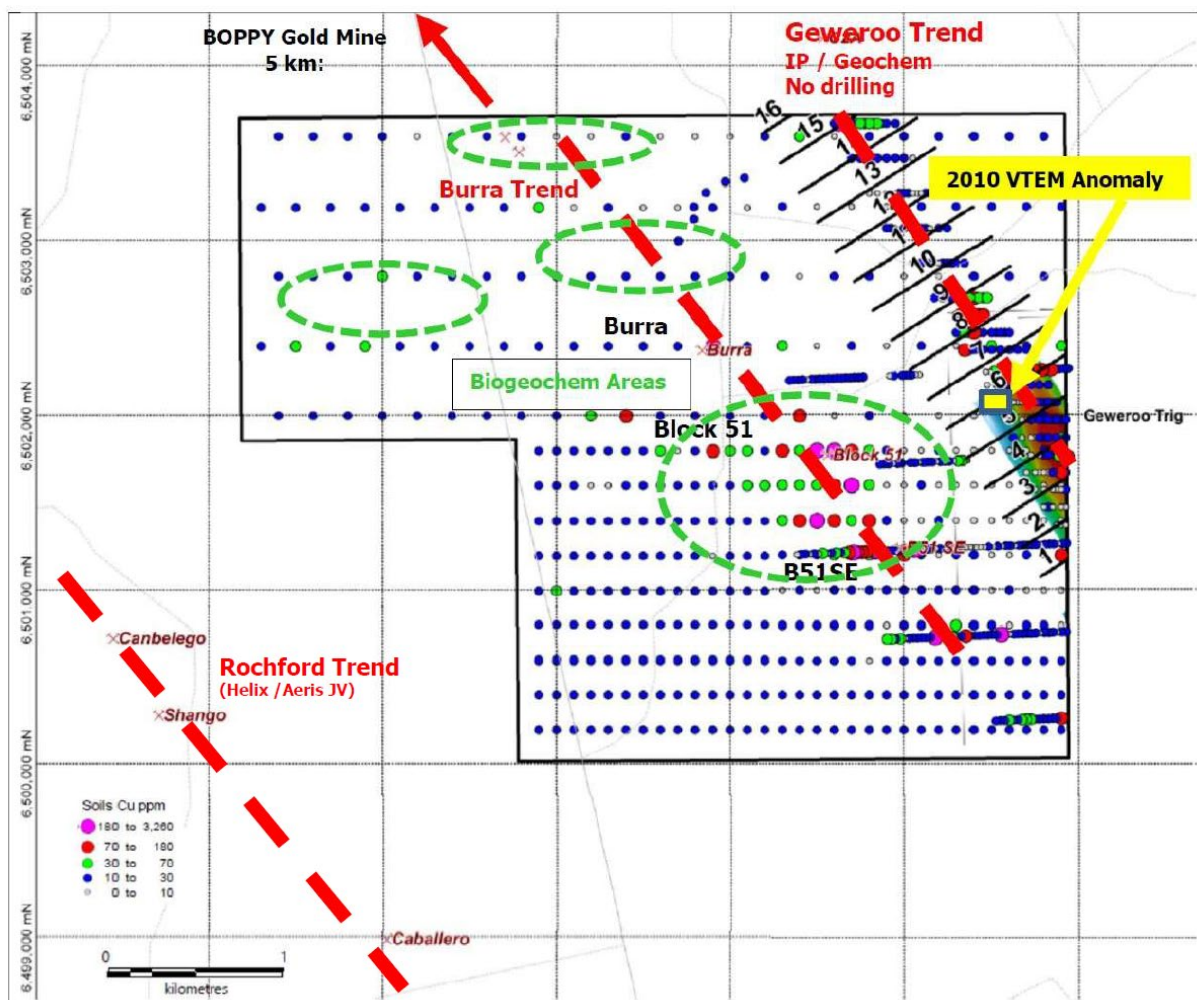 BOPPY Gold Mine
5 km:
Geweroo Trend
IP / Geochem
No drilling
6,504,000 mN
16
15
13
2010 VTEM Anomaly
Burra Trend
6,503,000 mN
10
9
8
7
Burra
Burra
6
Biogeochem Areas
6,502,000 mN
5
Geweroo Trig
Block 51
Block 51
4
3
2
B51SE
B51SE
1
6,501,000 mN
Canbelego
Rochford Trend
(Helix / Aeris JV)
Shango
6,500,000 mN
Soils Cu ppm
180 to 3,260
70 to 180
30 to 70
10 to 30
0 to 10
Caballero
6,499,000 mN
0 1
kilometres